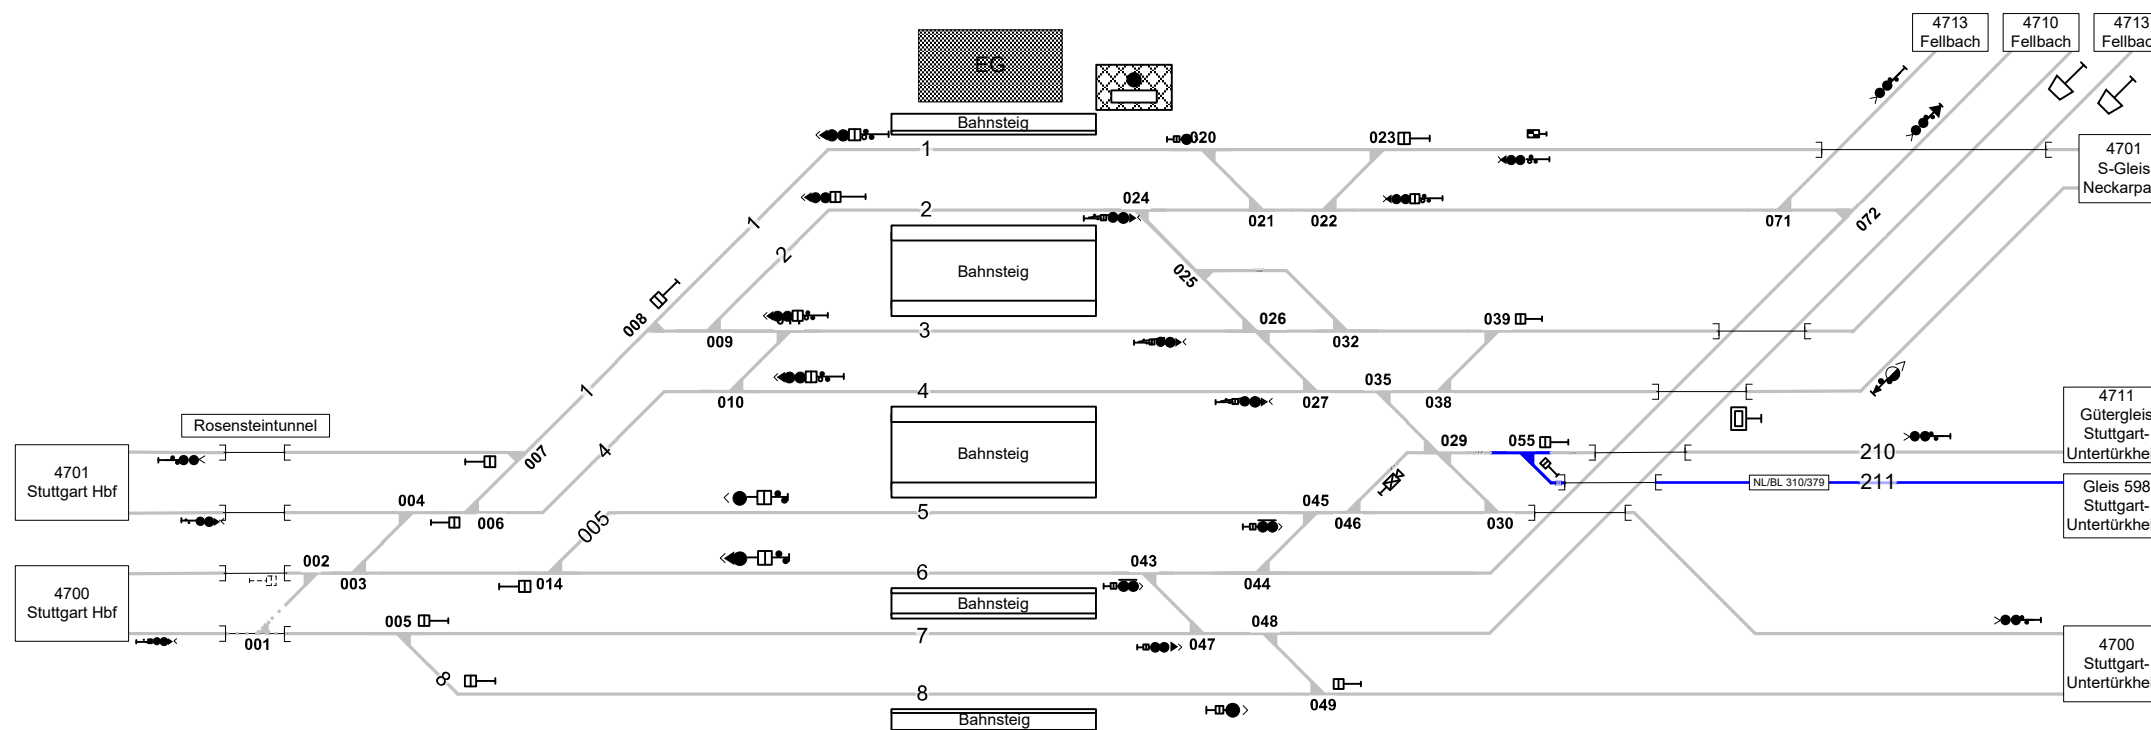 4713
Fellbach
4710
Fellbach
4713
Fellbac
EG
Bahnsteig
020
023
1
4701
S-Gleis
Neckarpa
024
2
021
022
071
072
1
2
025
Bahnsteig
008
009
3
026
032
039
1
010
4
027
035
038
Rosensteintunnel
4711
Gütergleis
Stuttgart-
Untertürkhe
4701
Stuttgart Hbf
007
4
Bahnsteig
029
055
210
NL/BL 310/379
211
Gleis 598
Stuttgart-
Untertürkhe
004
006
005
5
045
046
030
4700
Stuttgart Hbf
002
003
014
6
043
044
Bahnsteig
001
005
7
047
048
4700
Stuttgart-
Untertürkhe
8
8
049
Bahnsteig